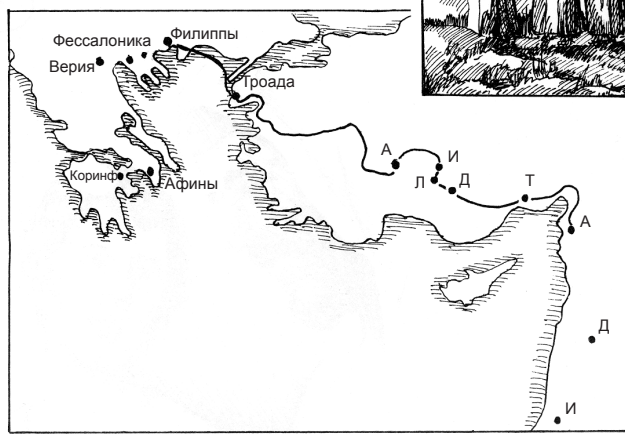 Филиппы
Фессалоника
Верия
Троада
А
И
Коринф
Афины
Л
Д
Т
А
Д
И